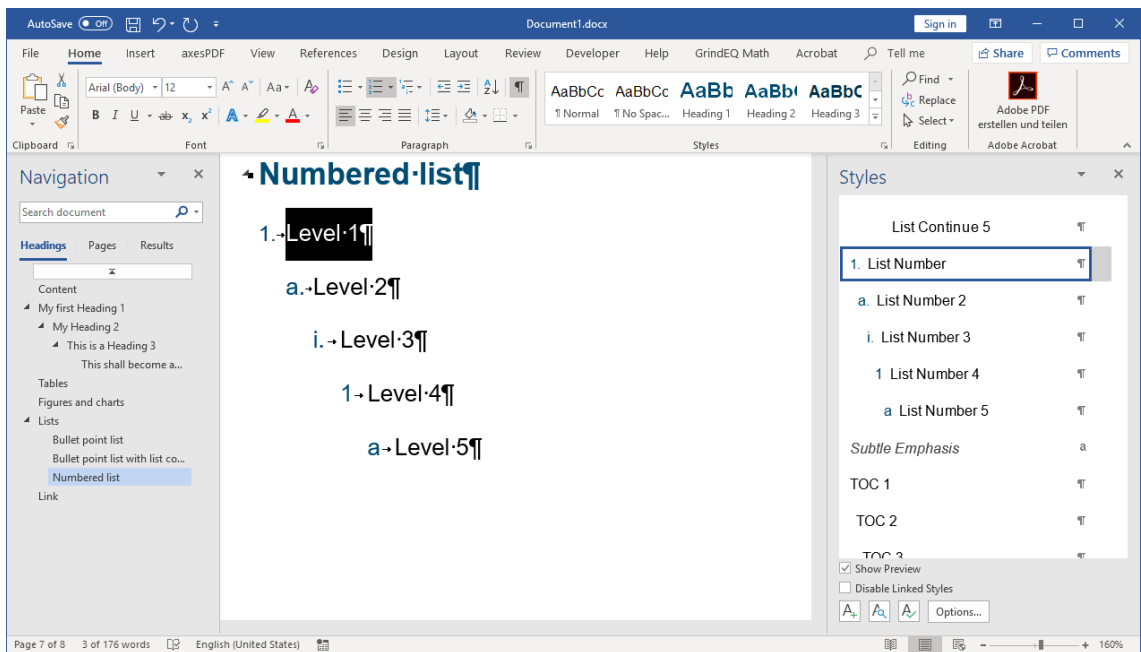 AutoSave Off Document1.docx Sign in
File Home Insert axesPDF View References Design Layout Review Developer Help GrindEQ Math Acrobat Tell me Share Comments
Paste
Clipboard
Arial (Body) 12 A^ A˅ Aa
B I U ab x₂ x² A A
Font
Paragraph
AaBbCc AaBbCc AaBb AaBb AaBbC
¶ Normal ¶ No Spac... Heading 1 Heading 2 Heading 3
Styles
Find
Replace
Select
Editing
Adobe PDF
erstellen und teilen
Adobe Acrobat
Navigation
Search document
Headings Pages Results
Content
My first Heading 1
My Heading 2
This is a Heading 3
This shall become a...
Tables
Figures and charts
Lists
Bullet point list
Bullet point list with list co...
Numbered list
Link
Numbered·list¶
1.→Level·1¶
a.→Level·2¶
i.→Level·3¶
1→Level·4¶
a→Level·5¶
Styles
List Continue 5 ¶
1. List Number ¶
a. List Number 2 ¶
i. List Number 3 ¶
1 List Number 4 ¶
a List Number 5 ¶
Subtle Emphasis a
TOC 1 ¶
TOC 2 ¶
TOC 3 ¶
Show Preview
Disable Linked Styles
Options...
Page 7 of 8 3 of 176 words English (United States) 160%